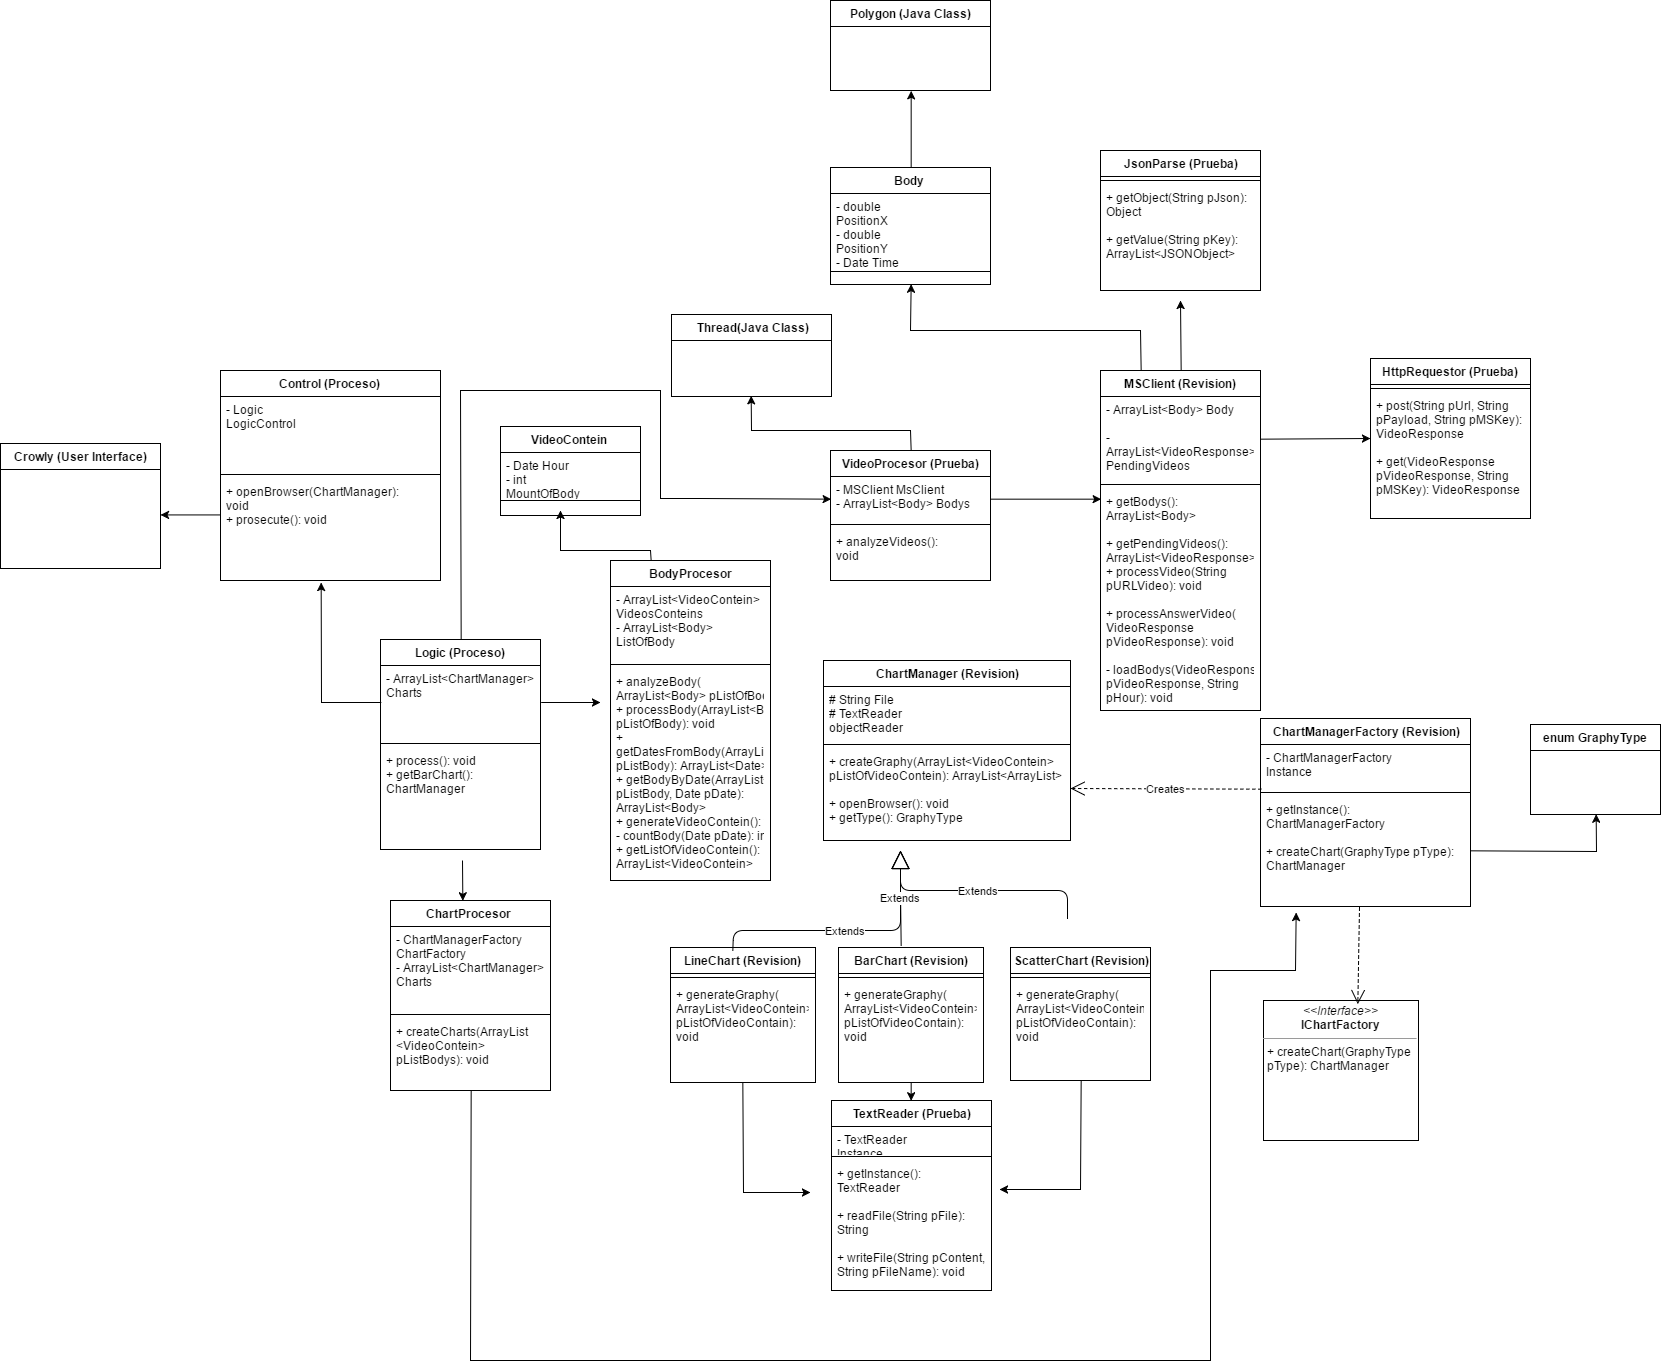 Polygon (Java Class)
Body
- double
PositionX
- double
PositionY
- Date Time
JsonParse (Prueba)
+ getObject(String pJson):
Object
+ getValue(String pKey):
ArrayList<JSONObject>
Thread(Java Class)
Control (Proceso)
- Logic
LogicControl
+ openBrowser(ChartManager):
void
+ prosecute(): void
Crowly (User Interface)
VideoContein
- Date Hour
- int
MountOfBody
VideoProcesor (Prueba)
- MSClient MsClient
- ArrayList<Body> Bodys
+ analyzeVideos():
void
MSClient (Revision)
- ArrayList<Body> Body
-
ArrayList<VideoResponse>
PendingVideos
+ getBodys():
ArrayList<Body>
+ getPendingVideos():
ArrayList<VideoResponse>
+ processVideo(String
pURLVideo): void
+ processAnswerVideo(
VideoResponse
pVideoResponse): void
- loadBodys(VideoRespons
pVideoResponse, String
pHour): void
HttpRequestor (Prueba)
+ post(String pUrl, String
pPayload, String pMSKey):
VideoResponse
+ get(VideoResponse
pVideoResponse, String
pMSKey): VideoResponse
BodyProcesor
- ArrayList<VideoContein>
VideosConteins
- ArrayList<Body>
ListOfBody
+ analyzeBody(
ArrayList<Body> pListOfBo
+ processBody(ArrayList<B
pListOfBody): void
+
getDatesFromBody(ArrayLi
pListBody): ArrayList<Date>
+ getBodyByDate(ArrayList
pListBody, Date pDate):
ArrayList<Body>
+ generateVideoContein():
- countBody(Date pDate): in
+ getListOfVideoContein():
ArrayList<VideoContein>
Logic (Proceso)
- ArrayList<ChartManager>
Charts
+ process(): void
+ getBarChart():
ChartManager
ChartManager (Revision)
# String File
# TextReader
objectReader
+ createGraphy(ArrayList<VideoContein>
pListOfVideoContein): ArrayList<ArrayList>
+ openBrowser(): void
+ getType(): GraphyType
Creates
ChartManagerFactory (Revision)
- ChartManagerFactory
Instance
+ getInstance():
ChartManagerFactory
+ createChart(GraphyType pType):
ChartManager
enum GraphyType
Extends
Extends
Extends
ChartProcesor
- ChartManagerFactory
ChartFactory
- ArrayList<ChartManager>
Charts
+ createCharts(ArrayList
<VideoContein>
pListBodys): void
LineChart (Revision)
+ generateGraphy(
ArrayList<VideoContein>
pListOfVideoContain):
void
BarChart (Revision)
+ generateGraphy(
ArrayList<VideoContein>
pListOfVideoContain):
void
ScatterChart (Revision)
+ generateGraphy(
ArrayList<VideoContein
pListOfVideoContain):
void
<<Interface>>
IChartFactory
+ createChart(GraphyType
pType): ChartManager
TextReader (Prueba)
- TextReader
Instance
+ getInstance():
TextReader
+ readFile(String pFile):
String
+ writeFile(String pContent,
String pFileName): void